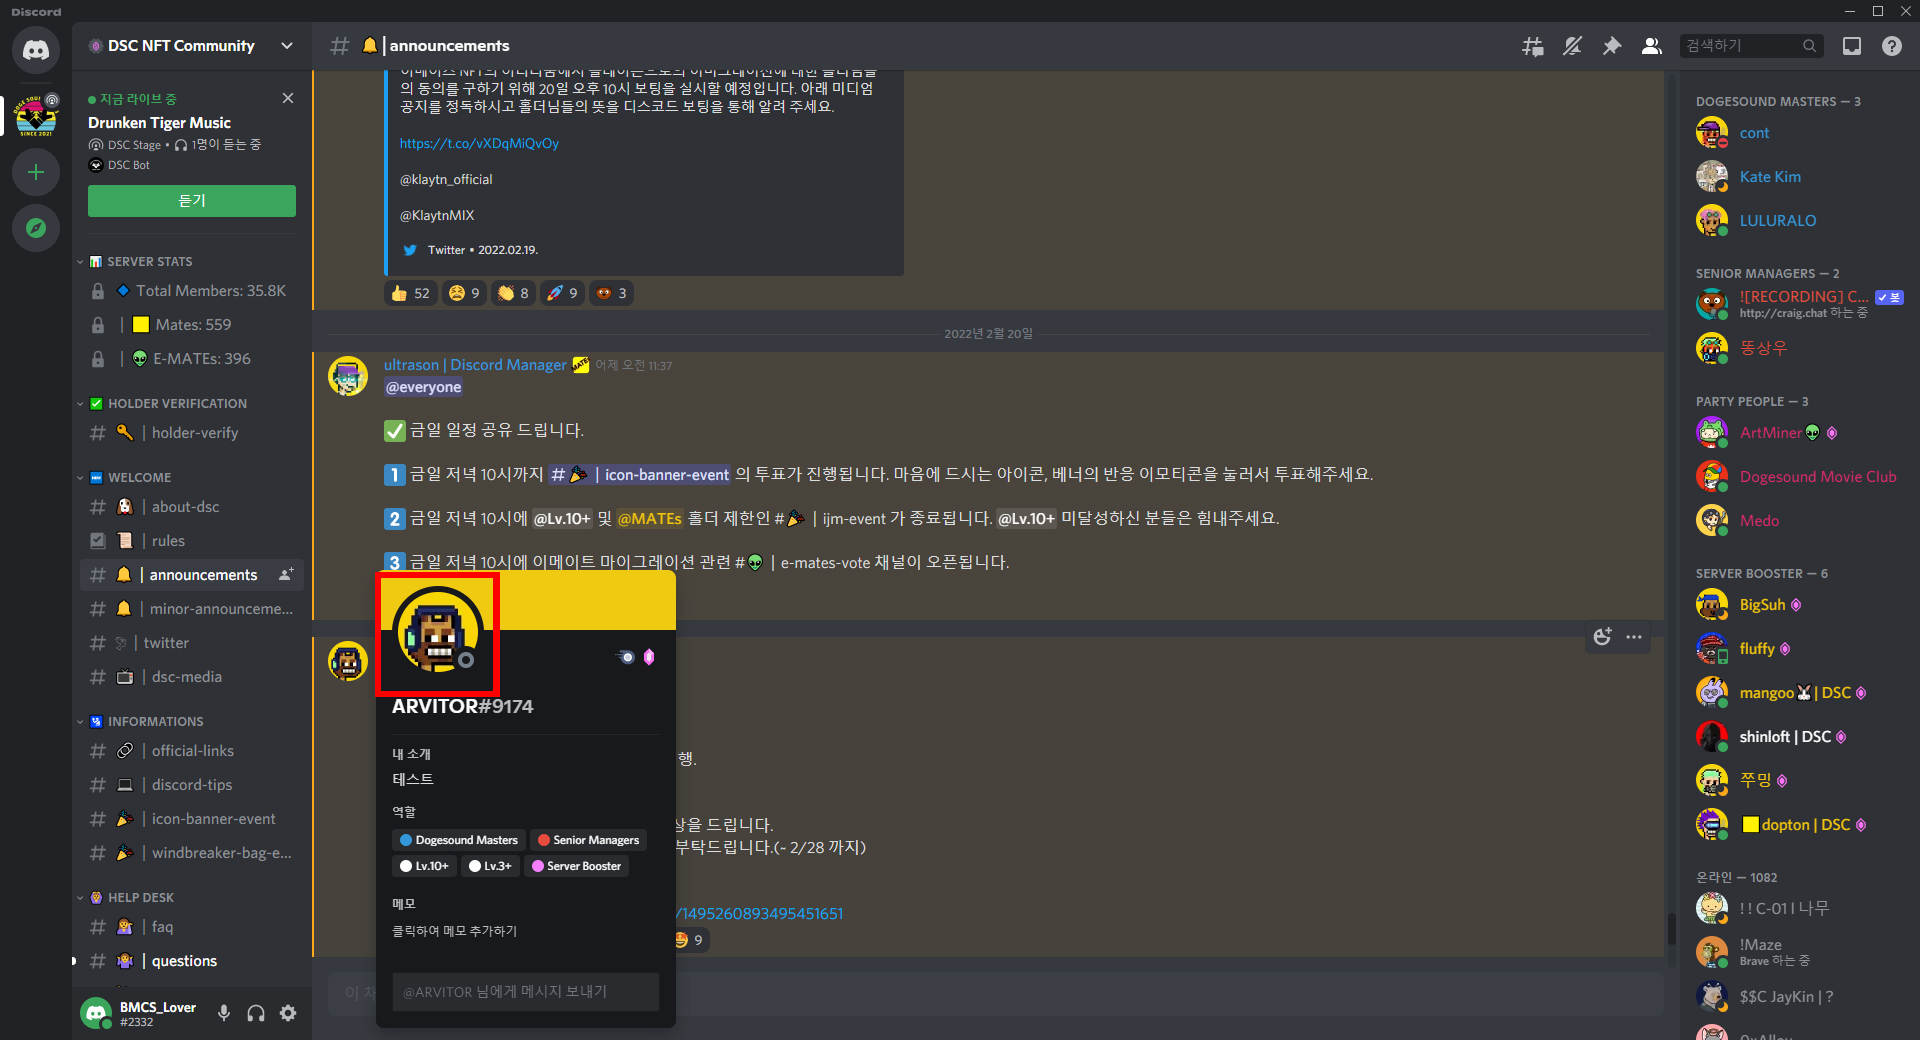 Discord
DSC NFT Community
지금 라이브 중
Drunken Tiger Music
DSC Stage • 1명이 듣는 중
DSC Bot
듣기
SERVER STATS
Total Members: 35.8K
| Mates: 559
| E-MATEs: 396
HOLDER VERIFICATION
# | holder-verify
WELCOME
# | about-dsc
| rules
# | announcements
# | minor-announceme...
# | twitter
# | dsc-media
INFORMATIONS
# | official-links
# | discord-tips
# | icon-banner-event
# | windbreaker-bag-e...
HELP DESK
# | faq
# | questions
BMCS_Lover
#2332
# | announcements
검색하기
의 동의를 구하기 위해 20일 오후 10시 보팅을 실시할 예정입니다. 아래 미디엄
공지를 정독하시고 홀더님들의 뜻을 디스코드 보팅을 통해 알려 주세요.
https://t.co/vXDqMiQvOy
@klaytn_official
@KlaytnMIX
Twitter • 2022.02.19.
52 9 8 9 3
2022년 2월 20일
ultrason | Discord Manager MATE 어제 오전 11:37
@everyone
금일 일정 공유 드립니다.
1 금일 저녁 10시까지 # | icon-banner-event 의 투표가 진행됩니다. 마음에 드시는 아이콘, 베너의 반응 이모티콘을 눌러서 투표해주세요.
2 금일 저녁 10시에 @Lv.10+ 및 @MATEs 홀더 제한인 # | ijm-event 가 종료됩니다. @Lv.10+ 미달성하신 분들은 힘내주세요.
3 금일 저녁 10시에 이메이트 마이그레이션 관련 # | e-mates-vote 채널이 오픈됩니다.
ARVITOR#9174
내 소개
테스트
역할
Dogesound Masters Senior Managers
Lv.10+ Lv.3+ Server Booster
메모
클릭하여 메모 추가하기
@ARVITOR 님에게 메시지 보내기
행.
상을 드립니다.
부탁드립니다.(~ 2/28 까지)
/1495260893495451651
9
이 채
DOGESOUND MASTERS — 3
cont
Kate Kim
LULURALO
SENIOR MANAGERS — 2
![RECORDING] C... 봇
http://craig.chat 하는 중
똥상우
PARTY PEOPLE — 3
ArtMiner
Dogesound Movie Club
Medo
SERVER BOOSTER — 6
BigSuh
fluffy
mangoo | DSC
shinloft | DSC
쭈밍
dopton | DSC
온라인 — 1082
! ! C-01 I 나무
!Maze
Brave 하는 중
$$C JayKin | ?